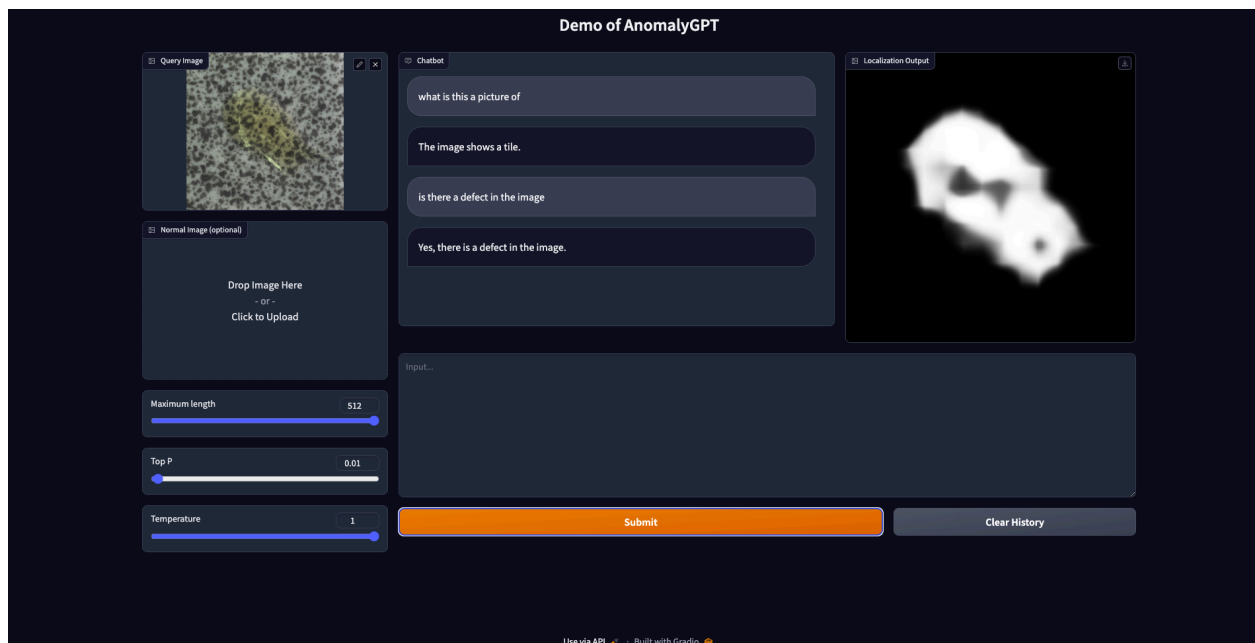 Demo of AnomalyGPT
Query Image
Chatbot
what is this a picture of
The image shows a tile.
is there a defect in the image
Yes, there is a defect in the image.
Localization Output
Normal Image (optional)
Drop Image Here
- or -
Click to Upload
Maximum length
512
Top P
0.01
Temperature
1
Input...
Submit
Clear History
Use via API
·
Built with Gradio